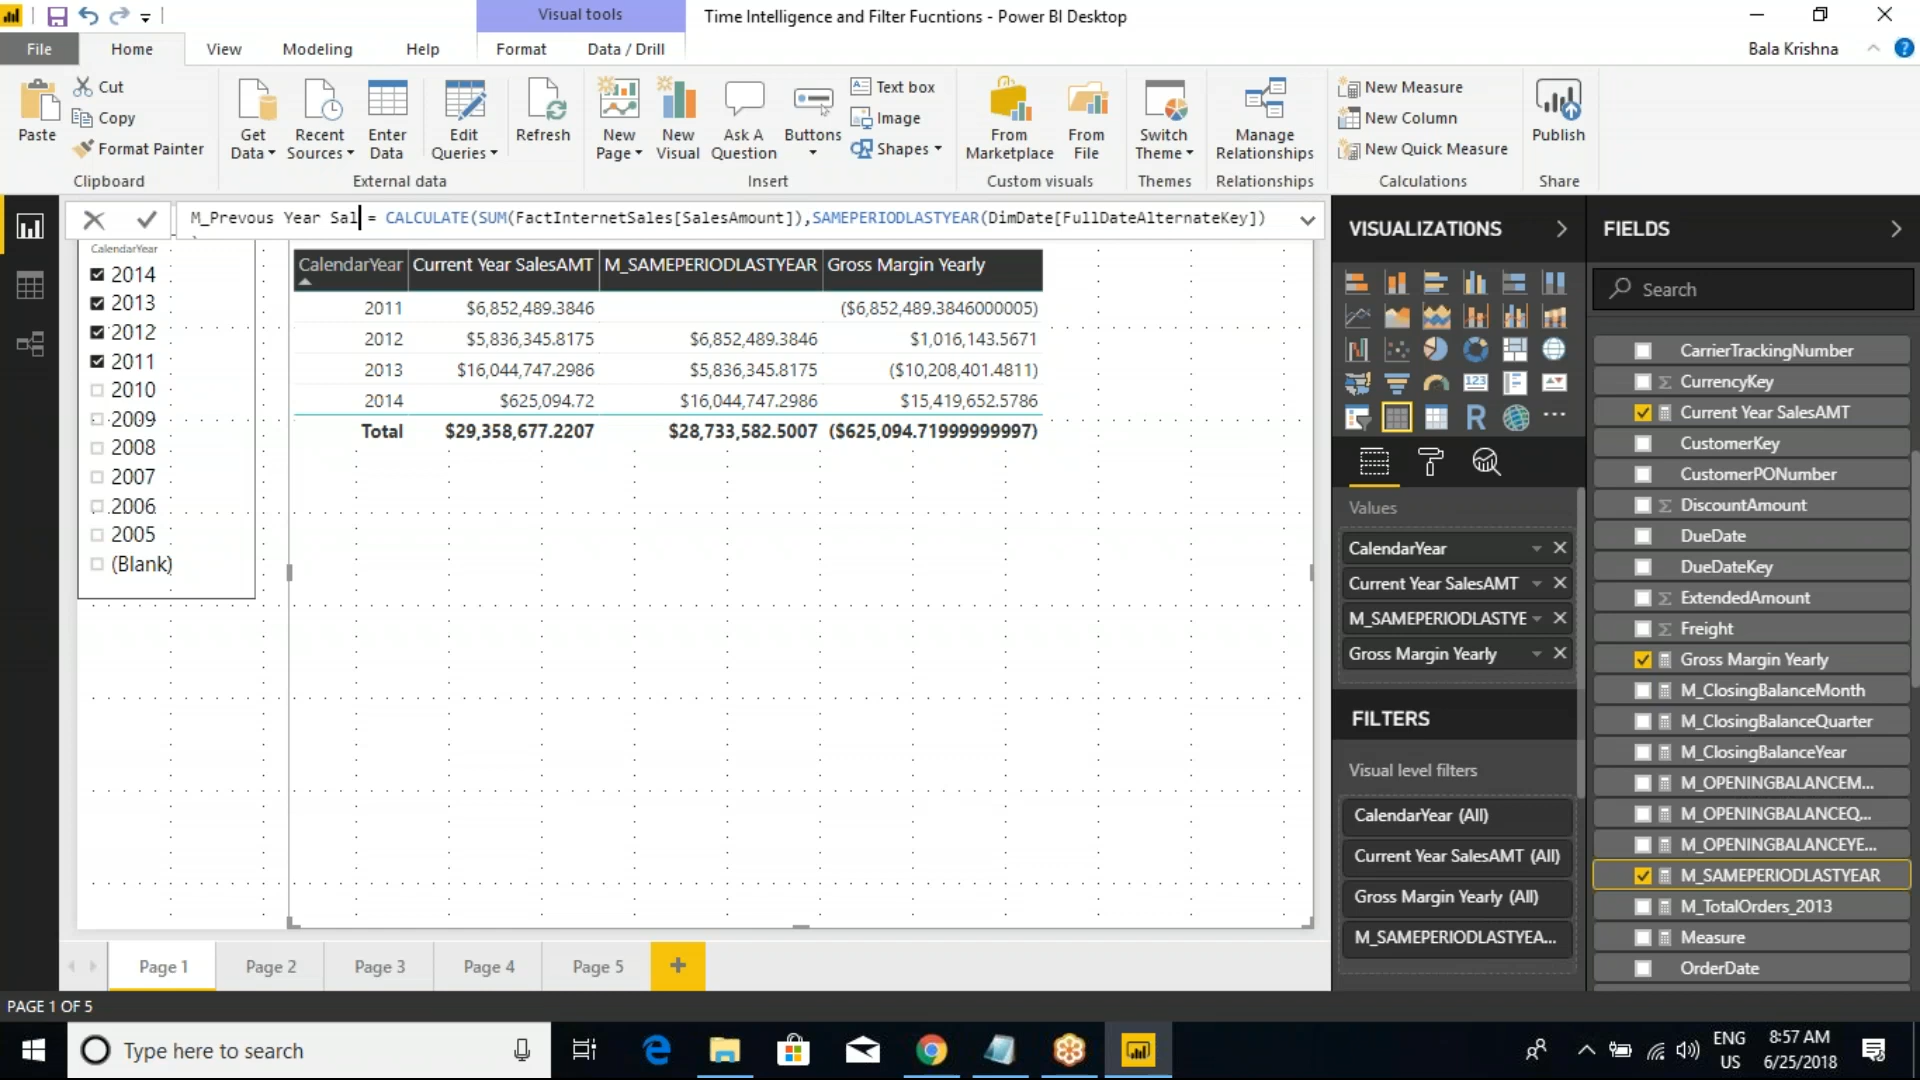 Visual tools
Time Intelligence and Filter Fucntions - Power BI Desktop
File
Home
View
Modeling
Help
Format
Data / Drill
Bala Krishna
Paste
Cut
Copy
Format Painter
Clipboard
Get Data
Recent Sources
Enter Data
Edit Queries
Refresh
External data
New Page
New Visual
Ask A Question
Buttons
Text box
Image
Shapes
Insert
From Marketplace
From File
Custom visuals
Switch Theme
Themes
Manage Relationships
Relationships
New Measure
New Column
New Quick Measure
Calculations
Publish
Share
M_Prevous Year Sal = CALCULATE(SUM(FactInternetSales[SalesAmount]),SAMEPERIODLASTYEAR(DimDate[FullDateAlternateKey])
CalendarYear
2014
2013
2012
2011
2010
2009
2008
2007
2006
2005
(Blank)
CalendarYear Current Year SalesAMT M_SAMEPERIODLASTYEAR Gross Margin Yearly
2011 $6,852,489.3846 ($6,852,489.3846000005)
2012 $5,836,345.8175 $6,852,489.3846 $1,016,143.5671
2013 $16,044,747.2986 $5,836,345.8175 ($10,208,401.4811)
2014 $625,094.72 $16,044,747.2986 $15,419,652.5786
Total $29,358,677.2207 $28,733,582.5007 ($625,094.71999999997)
VISUALIZATIONS
R
123
Values
CalendarYear
Current Year SalesAMT
M_SAMEPERIODLASTYE
Gross Margin Yearly
FILTERS
Visual level filters
CalendarYear (All)
Current Year SalesAMT (All)
Gross Margin Yearly (All)
M_SAMEPERIODLASTYEA...
FIELDS
Search
CarrierTrackingNumber
CurrencyKey
Current Year SalesAMT
CustomerKey
CustomerPONumber
DiscountAmount
DueDate
DueDateKey
ExtendedAmount
Freight
Gross Margin Yearly
M_ClosingBalanceMonth
M_ClosingBalanceQuarter
M_ClosingBalanceYear
M_OPENINGBALANCEM...
M_OPENINGBALANCEQ...
M_OPENINGBALANCEYE...
M_SAMEPERIODLASTYEAR
M_TotalOrders_2013
Measure
OrderDate
Page 1
Page 2
Page 3
Page 4
Page 5
+
PAGE 1 OF 5
Type here to search
ENG
US
8:57 AM
6/25/2018